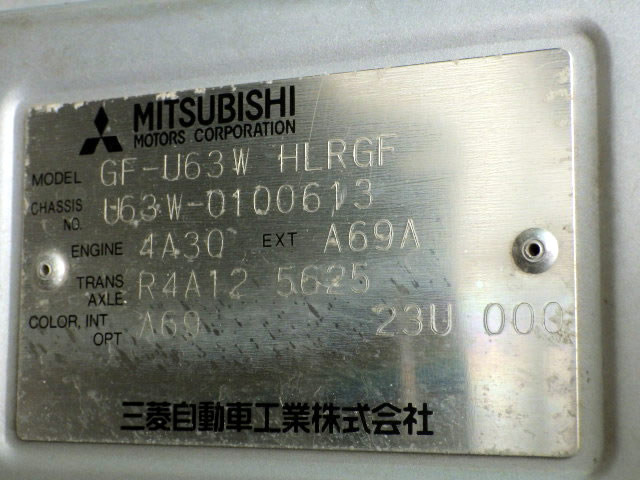 MITSUBISHI
MOTORS CORPORATION
MODEL GF-U63W HLRGF
CHASSIS NO. U63W-0100613
ENGINE 4A30 EXT A69A
TRANS AXLE R4A12 5625
COLOR, INT OPT A69 23U 000
三菱自動車工業株式会社